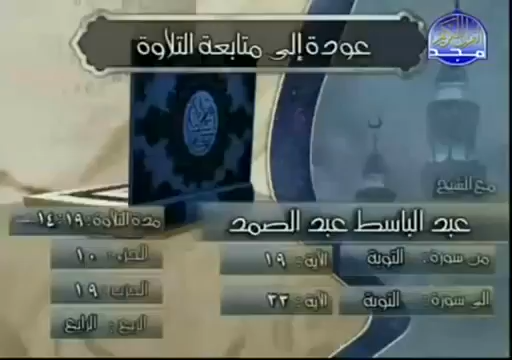 عودة إلى متابعة التلاوة
مجد
مع الشيخ
عبد الباسط عبد الصمد
مدة التلاوة: ١٤:١٩
من سورة: التوبة الآية: ١٩
الجزء: ١٠
الحزب: ١٩
الى سورة: التوبة الآية: ٣٣
الربع: الرابع